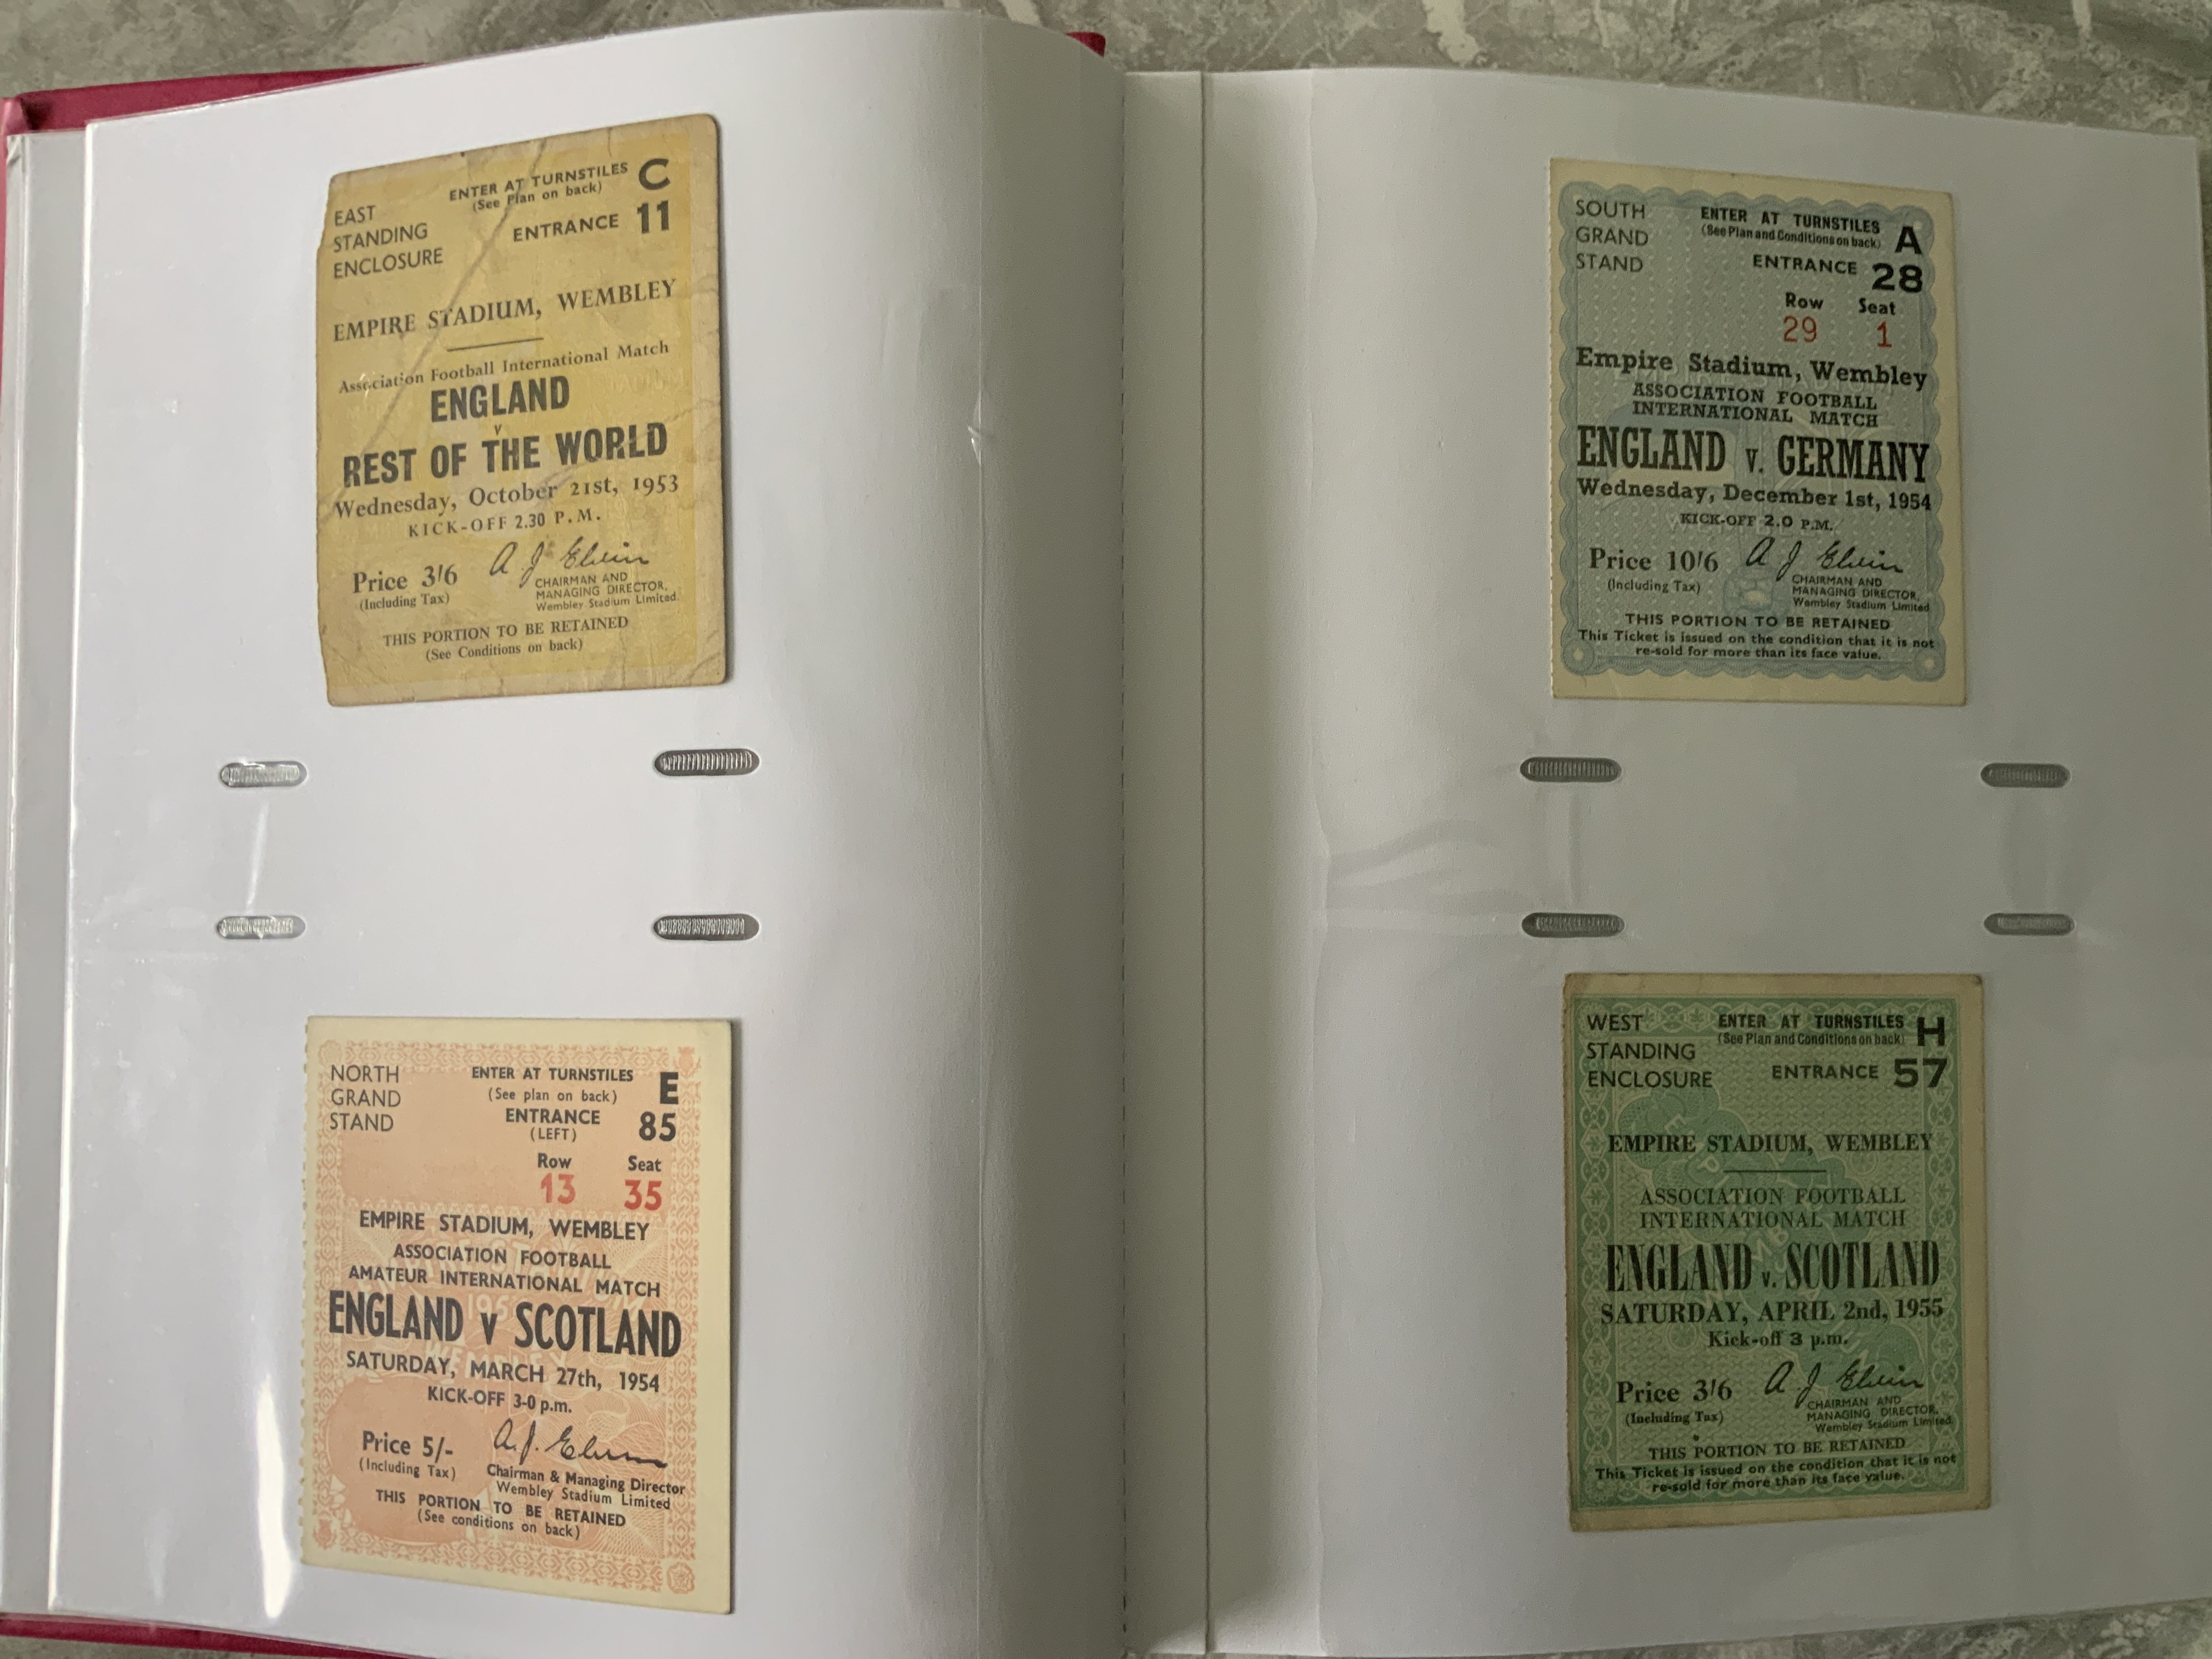 EAST
STANDING
ENCLOSURE
ENTER AT TURNSTILES C
(See Plan on back)
ENTRANCE 11
EMPIRE STADIUM, WEMBLEY
Association Football International Match
ENGLAND
v
REST OF THE WORLD
Wednesday, October 21st, 1953
KICK-OFF 2.30 P.M.
Price 3/6
(Including Tax)
A J Elvin
CHAIRMAN AND
MANAGING DIRECTOR,
Wembley Stadium Limited.
THIS PORTION TO BE RETAINED
(See Conditions on back)
NORTH
GRAND
STAND
ENTER AT TURNSTILES E
(See plan on back)
ENTRANCE 85
(LEFT)
Row Seat
13 35
EMPIRE STADIUM, WEMBLEY
ASSOCIATION FOOTBALL
AMATEUR INTERNATIONAL MATCH
ENGLAND v SCOTLAND
SATURDAY, MARCH 27th, 1954
KICK-OFF 3-0 p.m.
Price 5/-
(Including Tax)
A. J. Elvin
Chairman & Managing Director
Wembley Stadium Limited
THIS PORTION TO BE RETAINED
(See conditions on back)
SOUTH
GRAND
STAND
ENTER AT TURNSTILES A
(See Plan and Conditions on back)
ENTRANCE 28
Row Seat
29 1
Empire Stadium, Wembley
ASSOCIATION FOOTBALL
INTERNATIONAL MATCH
ENGLAND v. GERMANY
Wednesday, December 1st, 1954
KICK-OFF 2.0 P.M.
Price 10/6
(Including Tax)
A J Elvin
CHAIRMAN AND
MANAGING DIRECTOR,
Wembley Stadium Limited
THIS PORTION TO BE RETAINED
This Ticket is issued on the condition that it is not
re-sold for more than its face value.
WEST
STANDING
ENCLOSURE
ENTER AT TURNSTILES H
(See Plan and Conditions on back)
ENTRANCE 57
EMPIRE STADIUM, WEMBLEY
ASSOCIATION FOOTBALL
INTERNATIONAL MATCH
ENGLAND v. SCOTLAND
SATURDAY, APRIL 2nd, 1955
Kick-off 3 p.m.
Price 3/6
(Including Tax)
A J Elvin
CHAIRMAN AND
MANAGING DIRECTOR,
Wembley Stadium Limited
THIS PORTION TO BE RETAINED
This Ticket is issued on the condition that it is not
re-sold for more than its face value.